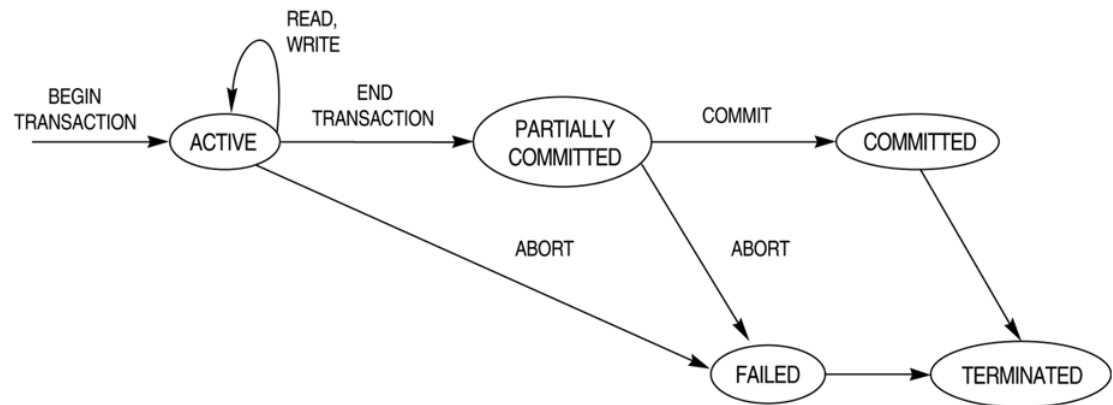 READ,
WRITE
BEGIN
TRANSACTION
END
TRANSACTION
ACTIVE
PARTIALLY
COMMITTED
COMMIT
COMMITTED
ABORT
ABORT
FAILED
TERMINATED